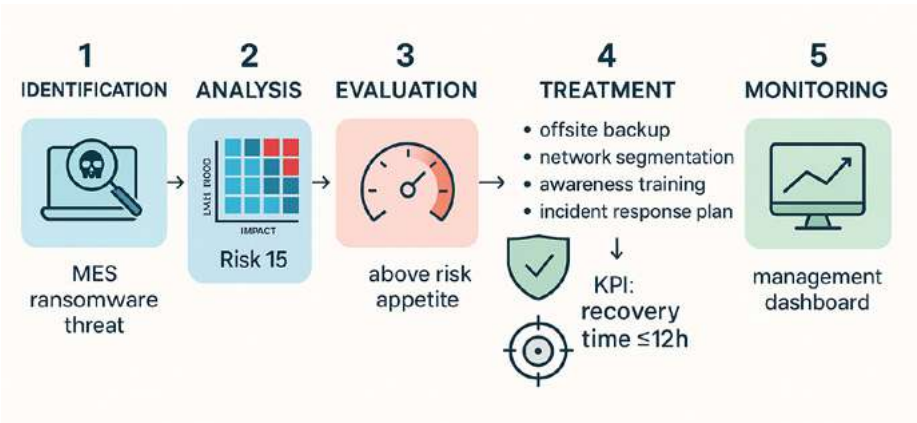 1
IDENTIFICATION
MES
ransomware
threat
2
ANALYSIS
IMPACT
Risk 15
3
EVALUATION
above risk
appetite
4
TREATMENT
• offsite backup
• network segmentation
• awareness training
• incident response plan
KPI:
recovery
time ≤12h
5
MONITORING
management
dashboard